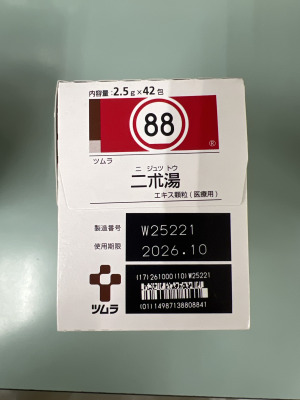 内容量:2.5g×42包
88
®
ツムラ
ニ ジュツ トウ
二朮湯
エキス顆粒(医療用)
製造番号 W25221
使用期限 2026.10
ツムラ
(17)261000(10)W25221
(01)14987138808841